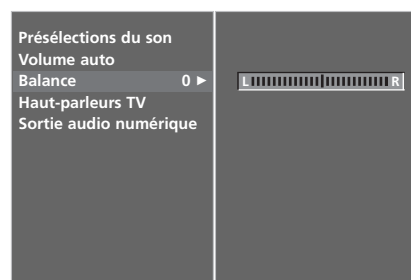 Présélections du son
Volume auto
Balance 0 ►
Haut-parleurs TV
Sortie audio numérique
L R